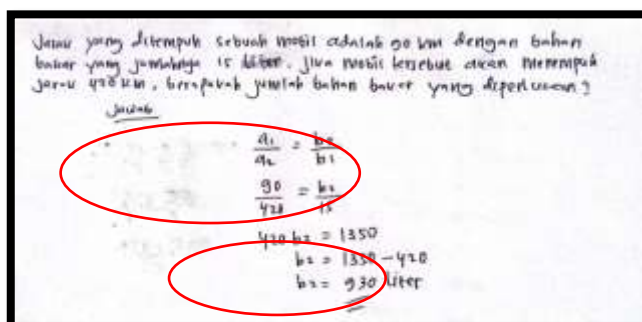 Jarak yang ditempuh sebuah mobil adalah 90 km dengan bahan
bakar yang jumlahnya 15 liter. Jika mobil tersebut akan menempuh
jarak 420 km, berapakah jumlah bahan bakar yang diperlukan?
Jawab
a1/a2 = b2/b1
90/420 = b2/15
420 b2 = 1350
b2 = 1350 - 420
b2 = 930 liter